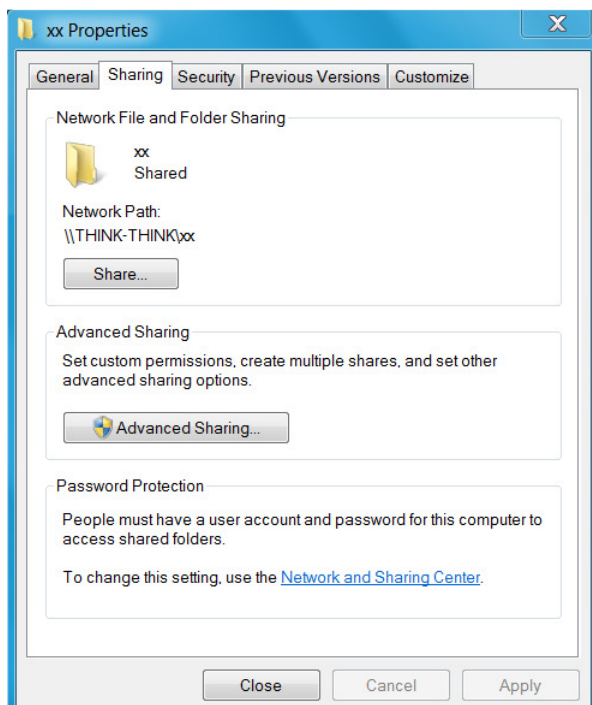 xx Properties
X
General Sharing Security Previous Versions Customize
Network File and Folder Sharing
xx
Shared
Network Path:
\\THINK-THINK\xx
Share...
Advanced Sharing
Set custom permissions, create multiple shares, and set other
advanced sharing options.
Advanced Sharing...
Password Protection
People must have a user account and password for this computer to
access shared folders.
To change this setting, use the Network and Sharing Center.
Close Cancel Apply